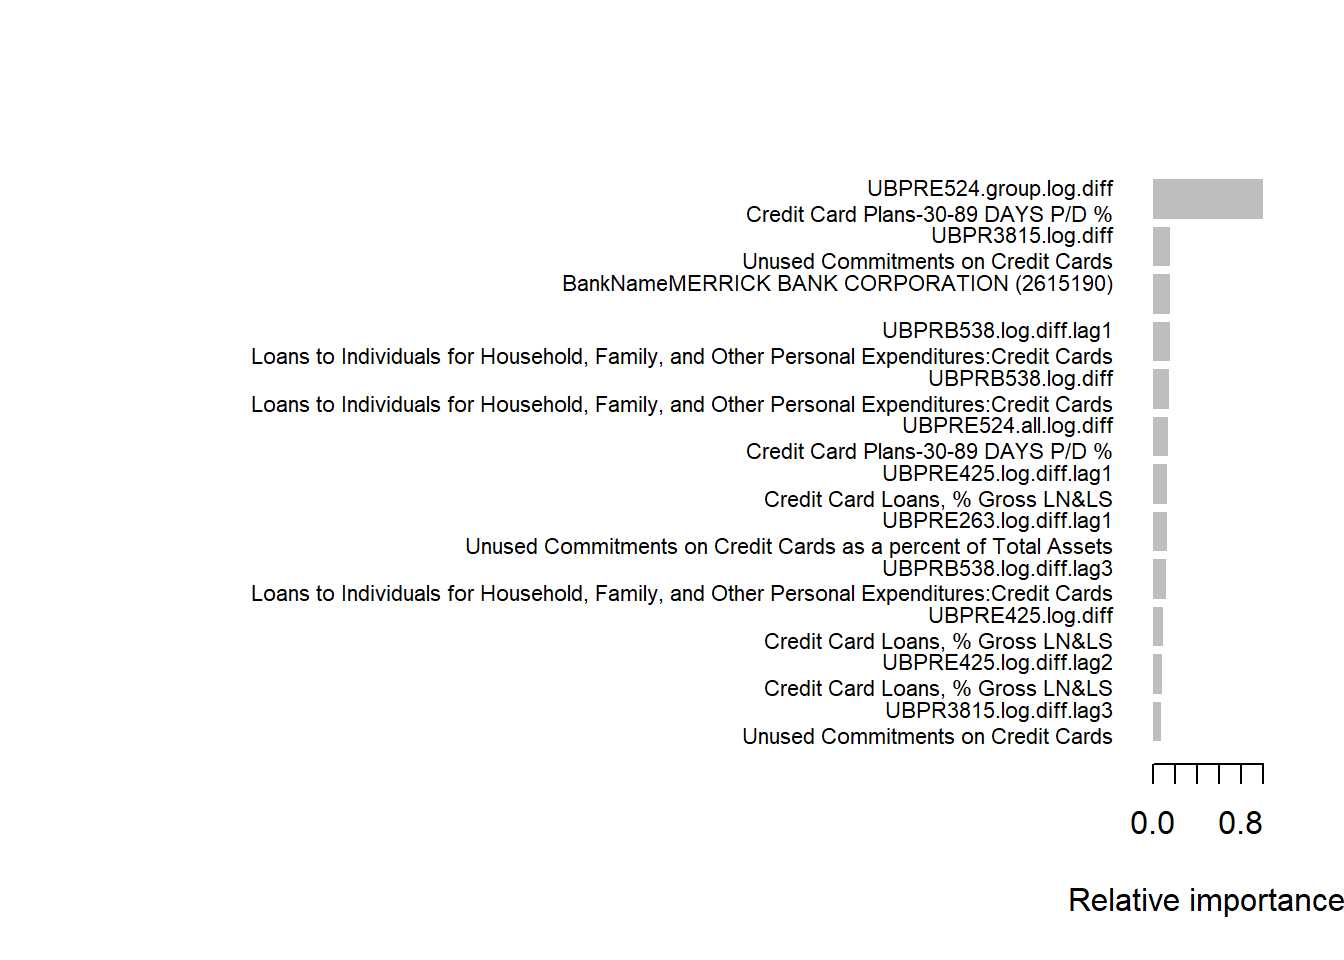 UBPRE524.group.log.diff
Credit Card Plans-30-89 DAYS P/D %
UBPR3815.log.diff
Unused Commitments on Credit Cards
BankNameMERRICK BANK CORPORATION (2615190)
UBPRB538.log.diff.lag1
Loans to Individuals for Household, Family, and Other Personal Expenditures:Credit Cards
UBPRB538.log.diff
Loans to Individuals for Household, Family, and Other Personal Expenditures:Credit Cards
UBPRE524.all.log.diff
Credit Card Plans-30-89 DAYS P/D %
UBPRE425.log.diff.lag1
Credit Card Loans, % Gross LN&LS
UBPRE263.log.diff.lag1
Unused Commitments on Credit Cards as a percent of Total Assets
UBPRB538.log.diff.lag3
Loans to Individuals for Household, Family, and Other Personal Expenditures:Credit Cards
UBPRE425.log.diff
Credit Card Loans, % Gross LN&LS
UBPRE425.log.diff.lag2
Credit Card Loans, % Gross LN&LS
UBPR3815.log.diff.lag3
Unused Commitments on Credit Cards
0.0 0.8
Relative importance